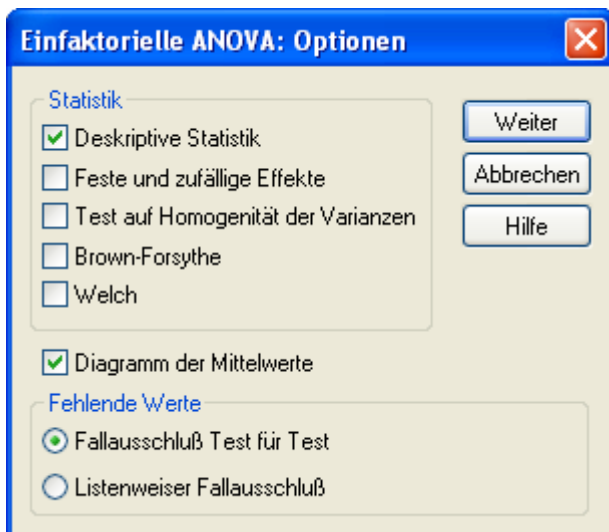 Einfaktorielle ANOVA: Optionen
Statistik
Deskriptive Statistik
Feste und zufällige Effekte
Test auf Homogenität der Varianzen
Brown-Forsythe
Welch
Weiter
Abbrechen
Hilfe
Diagramm der Mittelwerte
Fehlende Werte
Fallausschluß Test für Test
Listenweiser Fallausschluß